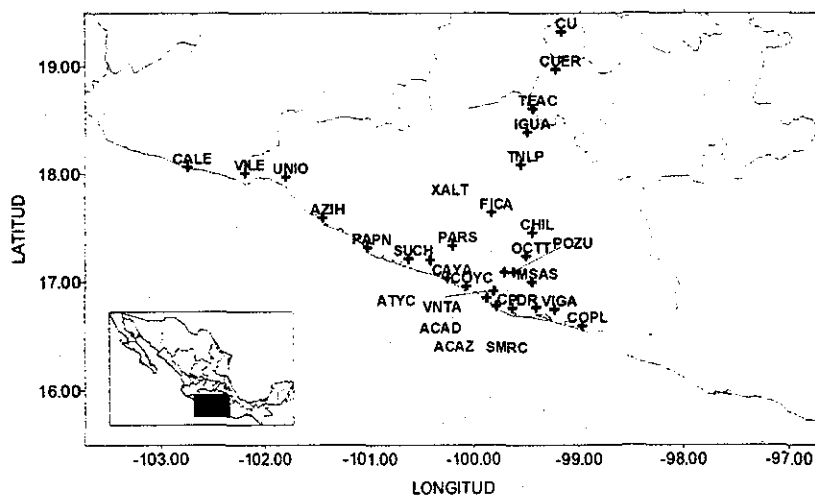 CU
19.00
CUER
TEAC
IGUA
TNLP
18.00
CALE
VILE
UNIO
XALT
FICA
AZIH
CHIL
PAPN
SUCH
PARS
OCTT
POZU
17.00
CAYA
COYC
MSAS
ATYC
VNTA
CPDR
VIGA
COPL
ACAD
ACAZ
SMRC
16.00
LATITUD
-103.00
-102.00
-101.00
-100.00
-99.00
-98.00
-97.00
LONGITUD